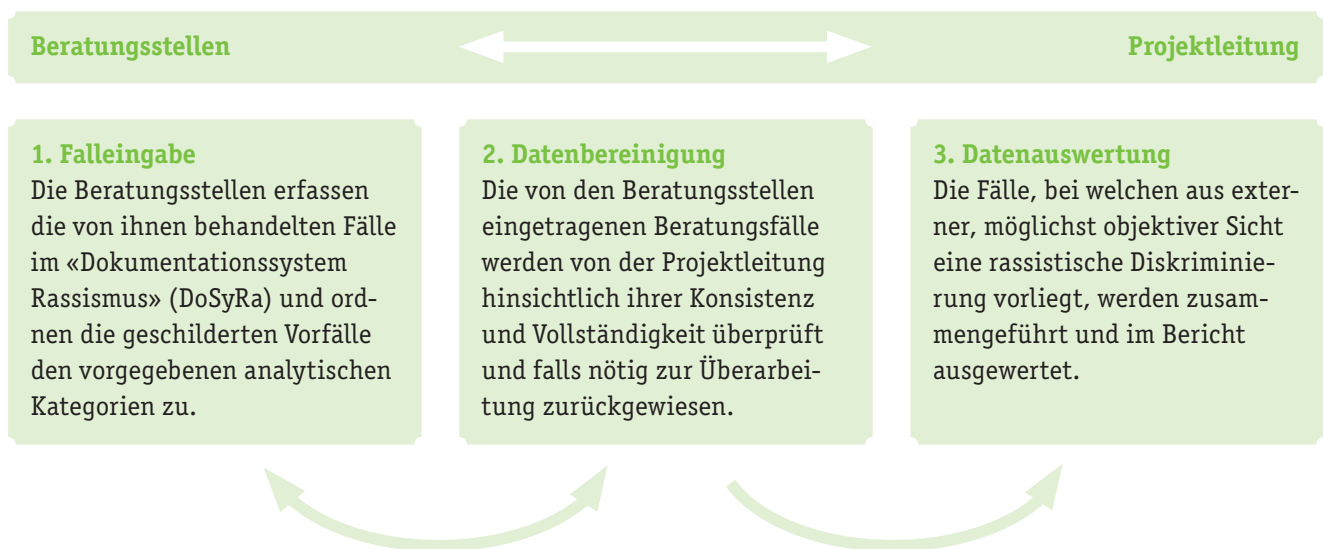 Beratungsstellen
Projektleitung
1. Falleingabe
Die Beratungsstellen erfassen
die von ihnen behandelten Fälle
im «Dokumentationssystem
Rassismus» (DoSyRa) und ord-
nen die geschilderten Vorfälle
den vorgegebenen analytischen
Kategorien zu.
2. Datenbereinigung
Die von den Beratungsstellen
eingetragenen Beratungsfälle
werden von der Projektleitung
hinsichtlich ihrer Konsistenz
und Vollständigkeit überprüft
und falls nötig zur Überarbei-
tung zurückgewiesen.
3. Datenauswertung
Die Fälle, bei welchen aus exter-
ner, möglichst objektiver Sicht
eine rassistische Diskriminie-
rung vorliegt, werden zusam-
mengeführt und im Bericht
ausgewertet.